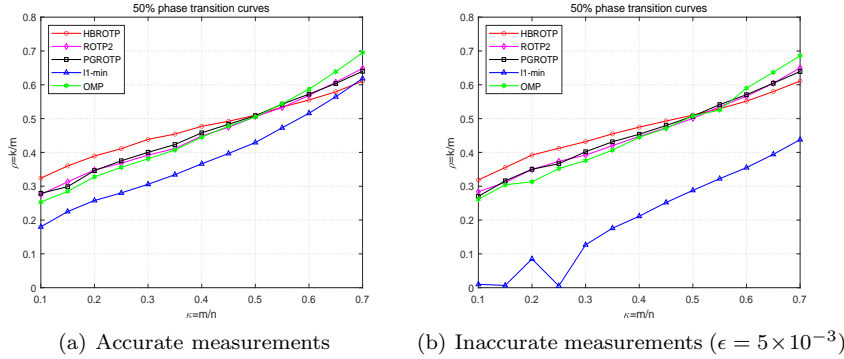 50% phase transition curves
0.8
0.7
0.6
0.5
0.4
0.3
0.2
0.1
0
ρ=k/m
HBROTP
ROTP2
PGROTP
l1-min
OMP
0.1 0.2 0.3 0.4 0.5 0.6 0.7
κ=m/n
(a) Accurate measurements
50% phase transition curves
0.8
0.7
0.6
0.5
0.4
0.3
0.2
0.1
0
ρ=k/m
HBROTP
ROTP2
PGROTP
l1-min
OMP
0.1 0.2 0.3 0.4 0.5 0.6 0.7
κ=m/n
(b) Inaccurate measurements (ϵ = 5×10⁻³)